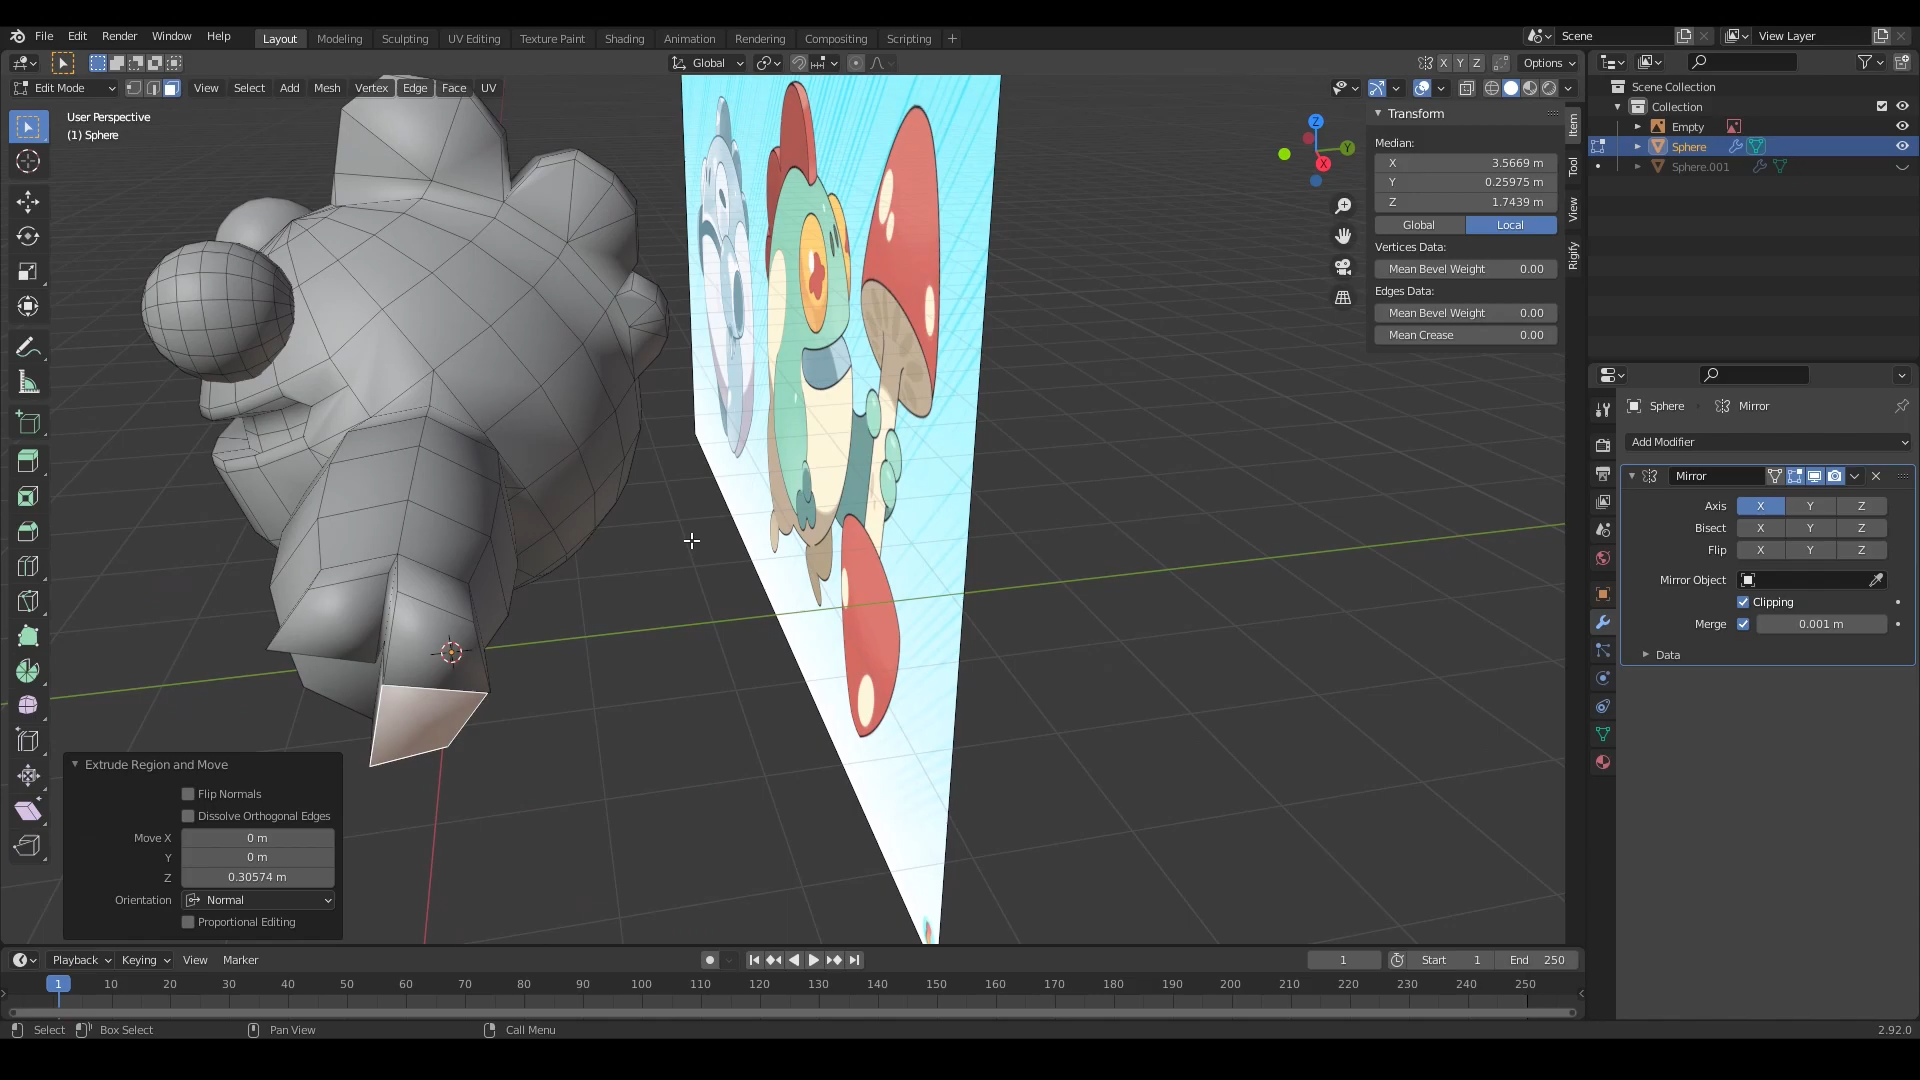 File Edit Render Window Help Layout Modeling Sculpting UV Editing Texture Paint Shading Animation Rendering Compositing Scripting + Scene View Layer
Global X Y Z Options
Edit Mode View Select Add Mesh Vertex Edge Face UV
User Perspective
(1) Sphere
Z
Y
X
Transform
Median:
X 3.5669 m
Y 0.25975 m
Z 1.7439 m
Global Local
Vertices Data:
Mean Bevel Weight 0.00
Edges Data:
Mean Bevel Weight 0.00
Mean Crease 0.00
Item
Tool
View
Rigify
Scene Collection
Collection
Empty
Sphere
Sphere.001
Sphere Mirror
Add Modifier
Mirror
Axis X Y Z
Bisect X Y Z
Flip X Y Z
Mirror Object
Clipping
Merge 0.001 m
Data
Extrude Region and Move
Flip Normals
Dissolve Orthogonal Edges
Move X 0 m
Y 0 m
Z 0.30574 m
Orientation Normal
Proportional Editing
Playback Keying View Marker 1 Start 1 End 250
1 10 20 30 40 50 60 70 80 90 100 110 120 130 140 150 160 170 180 190 200 210 220 230 240 250
Select Box Select Pan View Call Menu 2.92.0